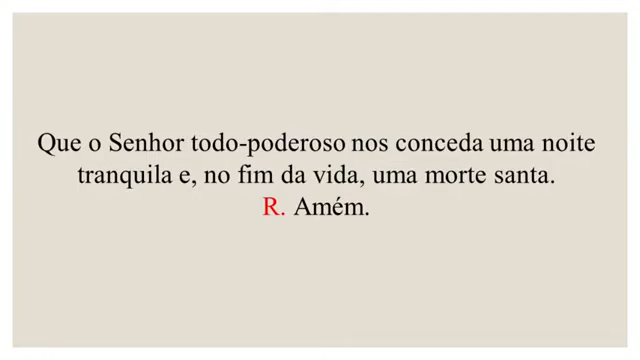 Que o Senhor todo-poderoso nos conceda uma noite
tranquila e, no fim da vida, uma morte santa.
R. Amém.